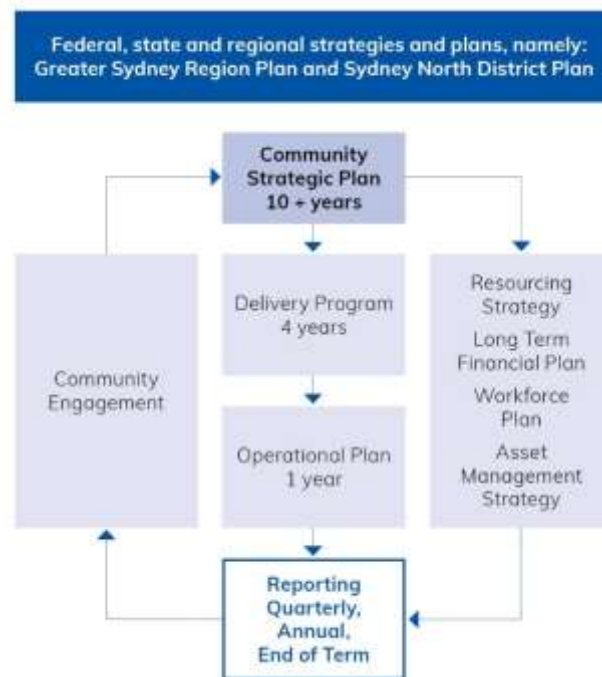 Federal, state and regional strategies and plans, namely:
Greater Sydney Region Plan and Sydney North District Plan
Community
Strategic Plan
10 + years
Community
Engagement
Delivery Program
4 years
Operational Plan
1 year
Resourcing
Strategy
Long Term
Financial Plan
Workforce
Plan
Asset
Management
Strategy
Reporting
Quarterly,
Annual,
End of Term